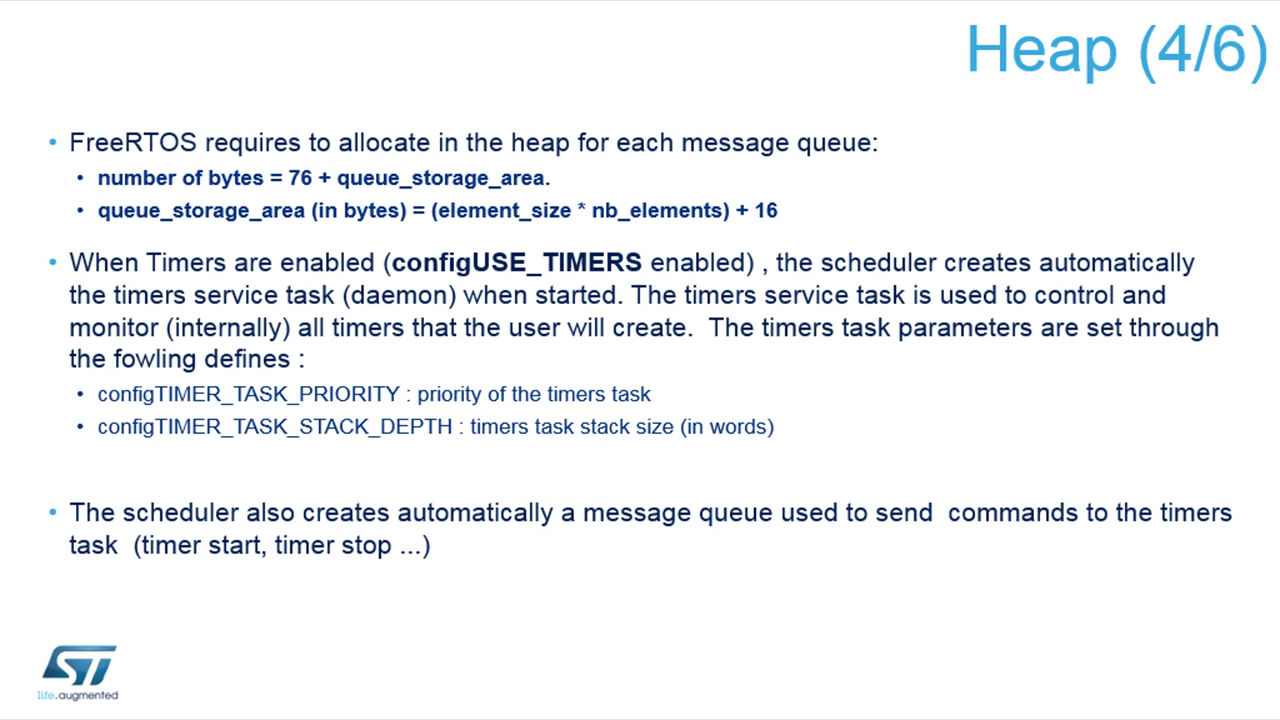 Heap (4/6)
• FreeRTOS requires to allocate in the heap for each message queue:
• number of bytes = 76 + queue_storage_area.
• queue_storage_area (in bytes) = (element_size * nb_elements) + 16
• When Timers are enabled (configUSE_TIMERS enabled) , the scheduler creates automatically
the timers service task (daemon) when started. The timers service task is used to control and
monitor (internally) all timers that the user will create.  The timers task parameters are set through
the fowling defines :
• configTIMER_TASK_PRIORITY : priority of the timers task
• configTIMER_TASK_STACK_DEPTH : timers task stack size (in words)
• The scheduler also creates automatically a message queue used to send  commands to the timers
task  (timer start, timer stop ...)
ST
life.augmented